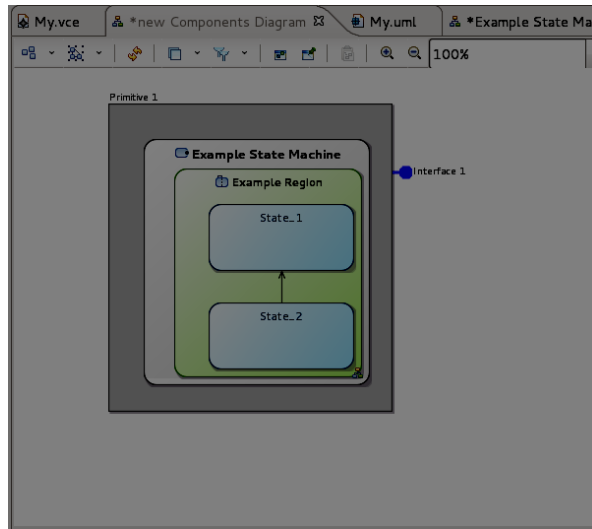 My.vce
*new Components Diagram
My.uml
*Example State Ma
100%
Primitive 1
Example State Machine
Interface 1
Example Region
State_1
State_2